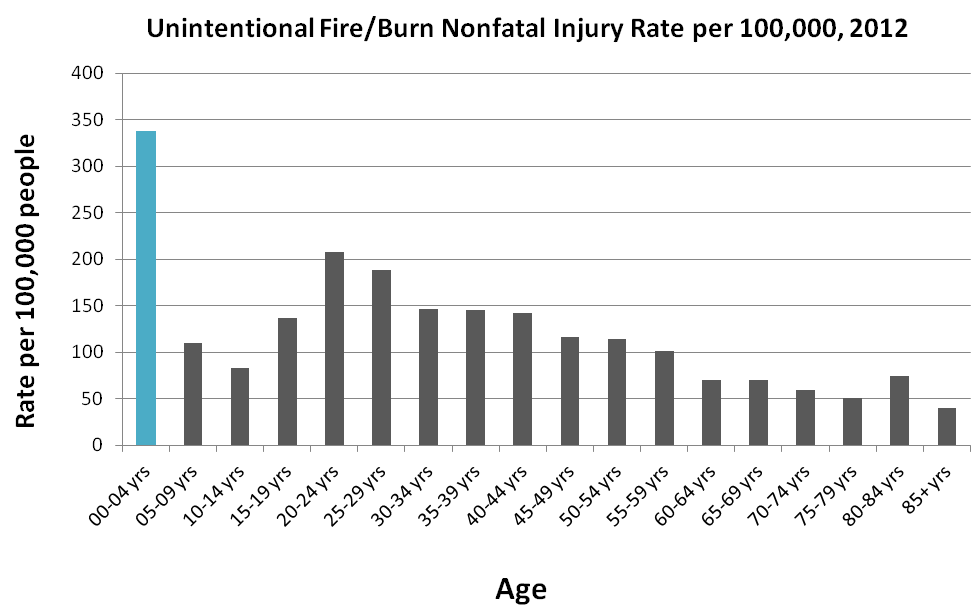 Unintentional Fire/Burn Nonfatal Injury Rate per 100,000, 2012
Rate per 100,000 people
400
350
300
250
200
150
100
50
0
00-04 yrs
05-09 yrs
10-14 yrs
15-19 yrs
20-24 yrs
25-29 yrs
30-34 yrs
35-39 yrs
40-44 yrs
45-49 yrs
50-54 yrs
55-59 yrs
60-64 yrs
65-69 yrs
70-74 yrs
75-79 yrs
80-84 yrs
85+ yrs
Age